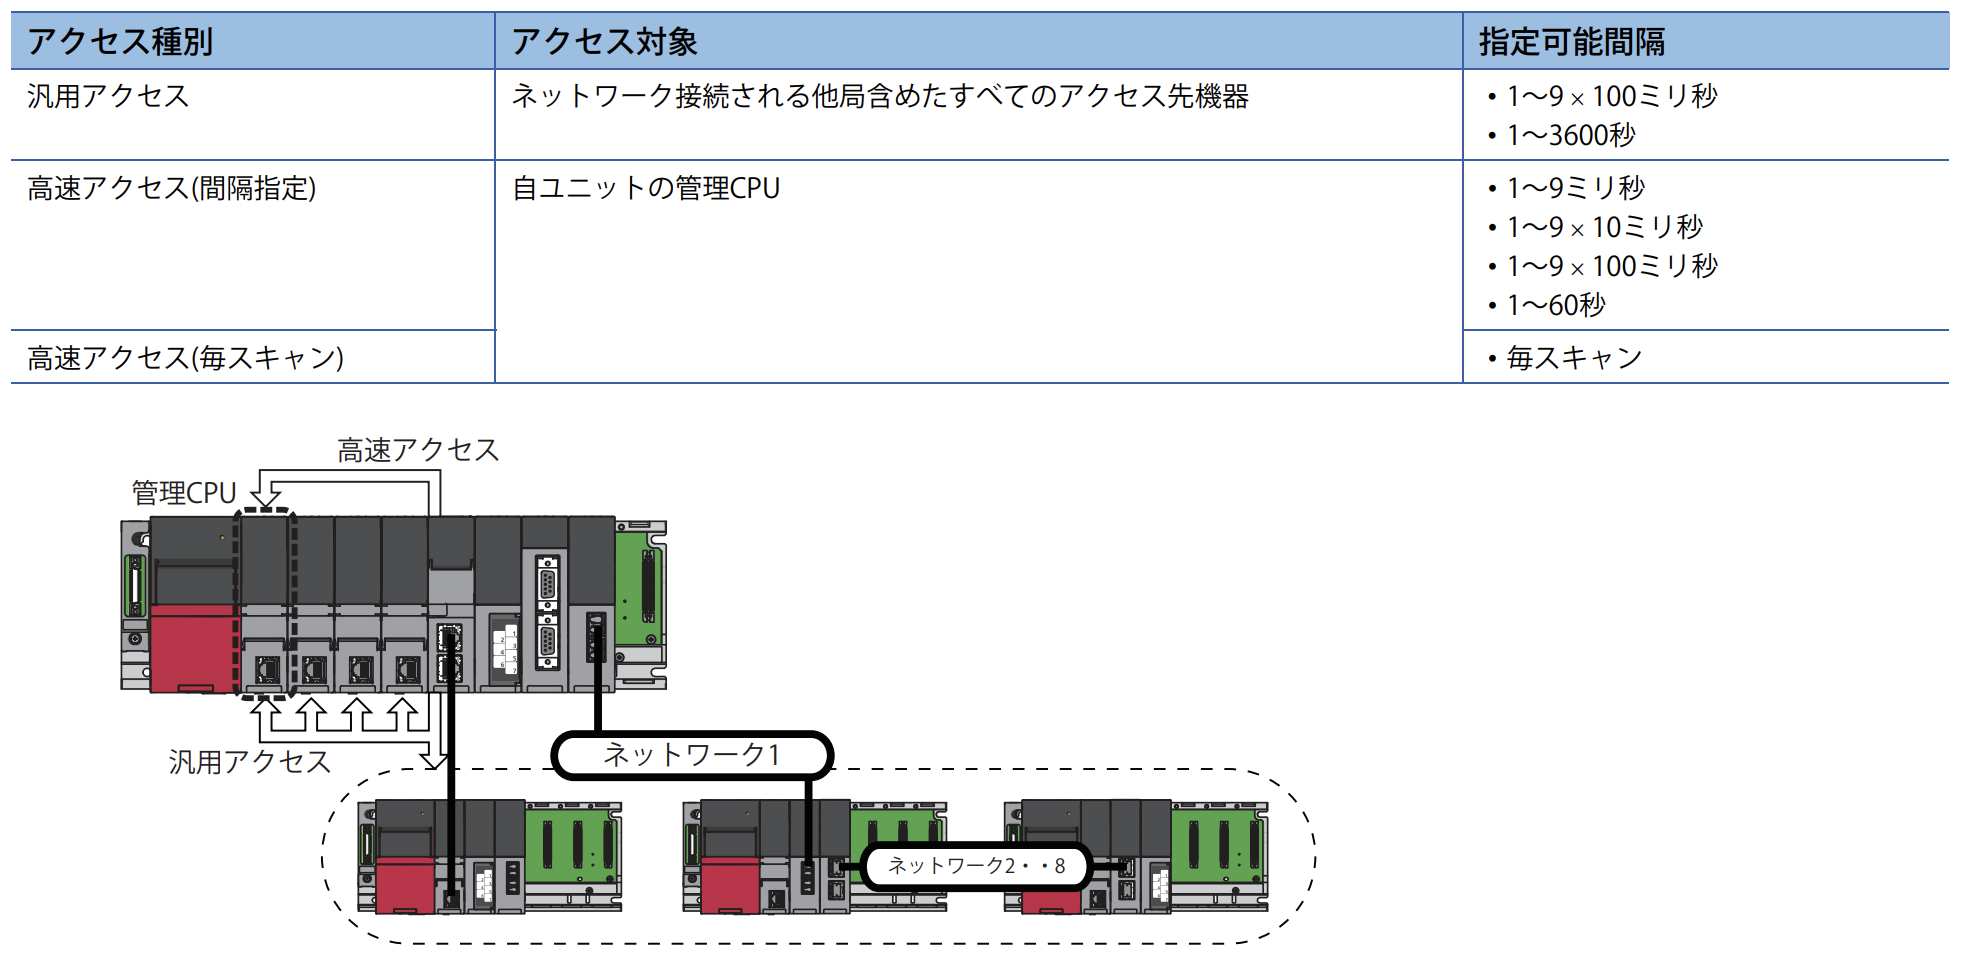 アクセス種別 アクセス対象 指定可能間隔
汎用アクセス ネットワーク接続される他局含めたすべてのアクセス先機器 ・1～9 × 100ミリ秒
・1～3600秒
高速アクセス(間隔指定) 自ユニットの管理CPU ・1～9ミリ秒
・1～9 × 10ミリ秒
・1～9 × 100ミリ秒
・1～60秒
高速アクセス(毎スキャン) ・毎スキャン
高速アクセス
管理CPU
汎用アクセス
ネットワーク1
ネットワーク2・・8